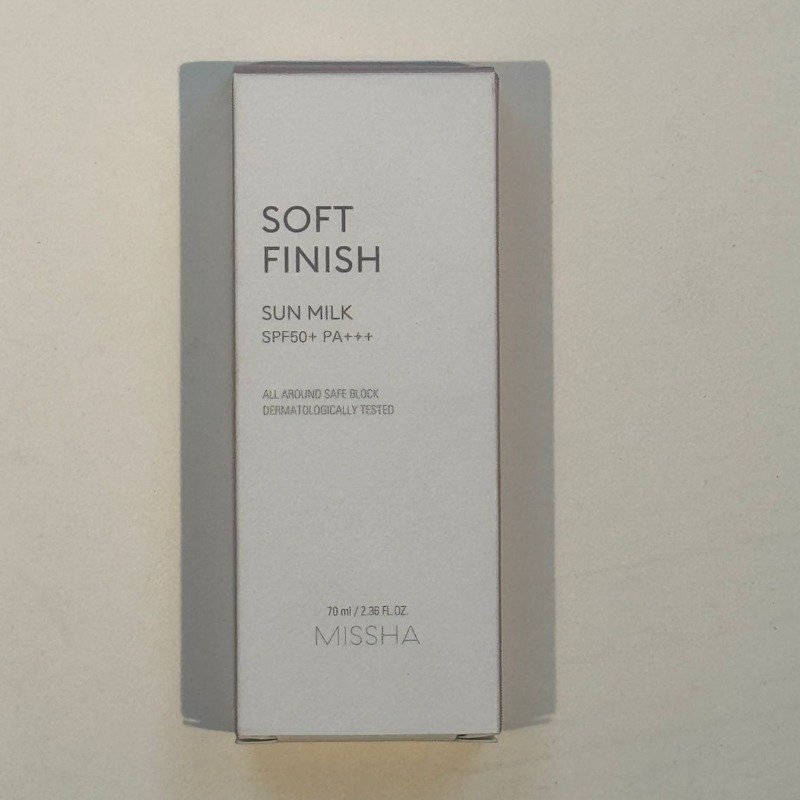 SOFT
FINISH
SUN MILK
SPF50+ PA+++
ALL AROUND SAFE BLOCK
DERMATOLOGICALLY TESTED
70 ml / 2.36 FL.OZ.
MISSHA